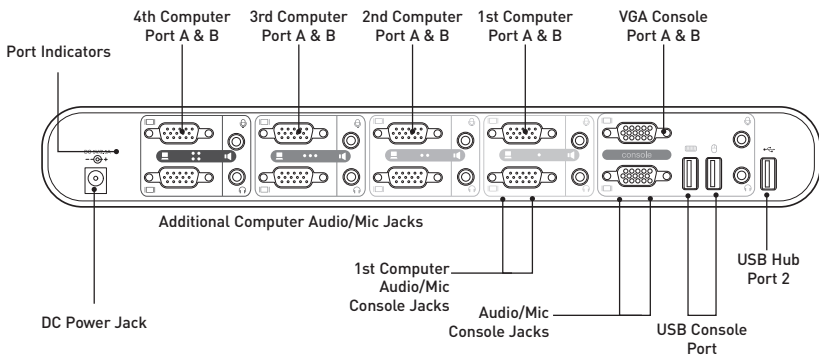 4th Computer
Port A & B
3rd Computer
Port A & B
2nd Computer
Port A & B
1st Computer
Port A & B
VGA Console
Port A & B
Port Indicators
console
Additional Computer Audio/Mic Jacks
1st Computer
Audio/Mic
Console Jacks
Audio/Mic
Console Jacks
USB Hub
Port 2
DC Power Jack
USB Console
Port